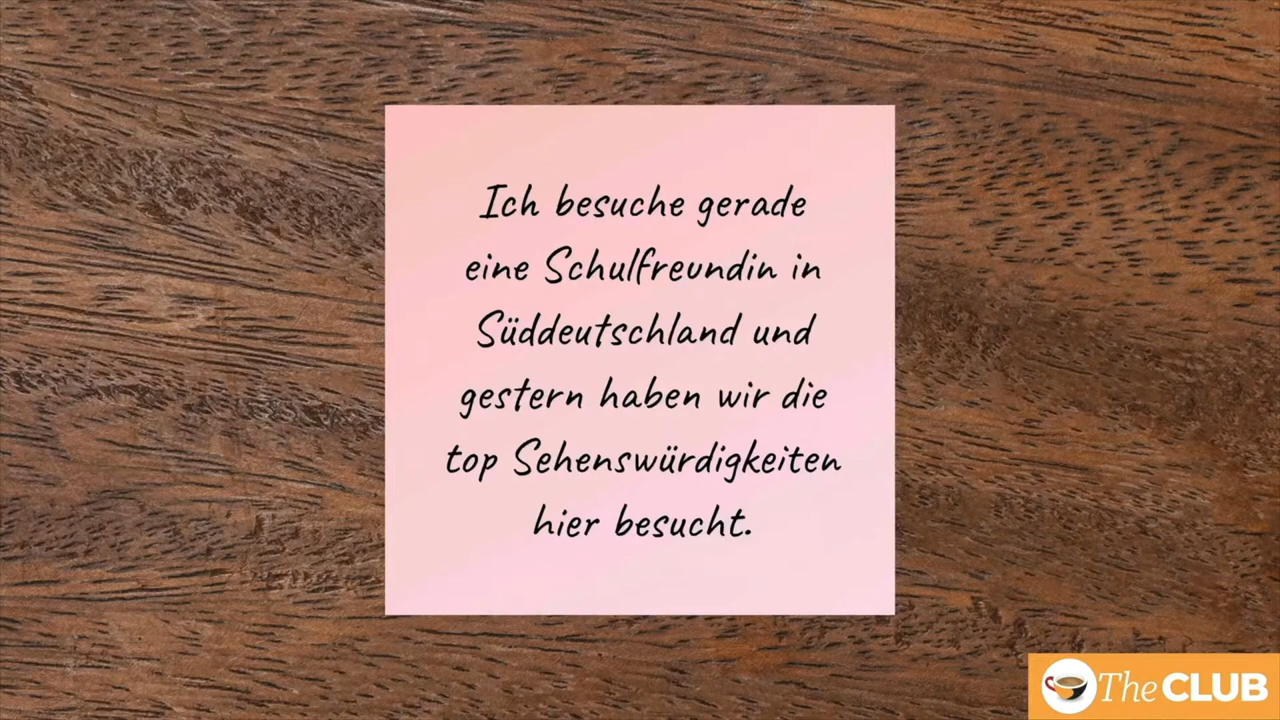 Ich besuche gerade
eine Schulfreundin in
Süddeutschland und
gestern haben wir die
top Sehenswürdigkeiten
hier besucht.
The CLUB